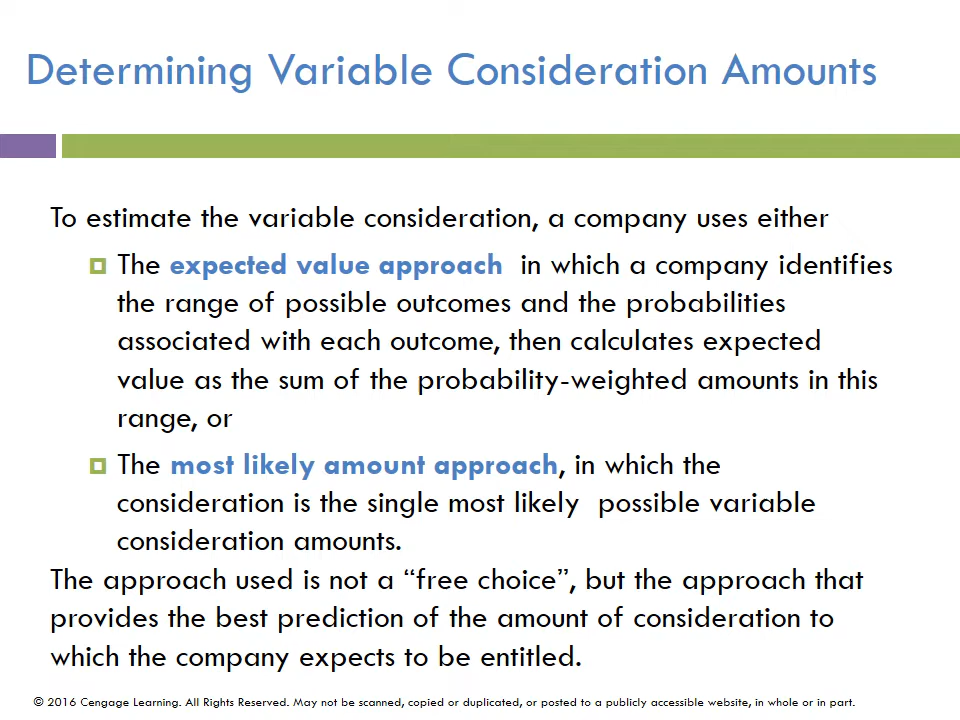 Determining Variable Consideration Amounts
To estimate the variable consideration, a company uses either
The expected value approach in which a company identifies
the range of possible outcomes and the probabilities
associated with each outcome, then calculates expected
value as the sum of the probability-weighted amounts in this
range, or
The most likely amount approach, in which the
consideration is the single most likely possible variable
consideration amounts.
The approach used is not a “free choice”, but the approach that
provides the best prediction of the amount of consideration to
which the company expects to be entitled.
© 2016 Cengage Learning. All Rights Reserved. May not be scanned, copied or duplicated, or posted to a publicly accessible website, in whole or in part.